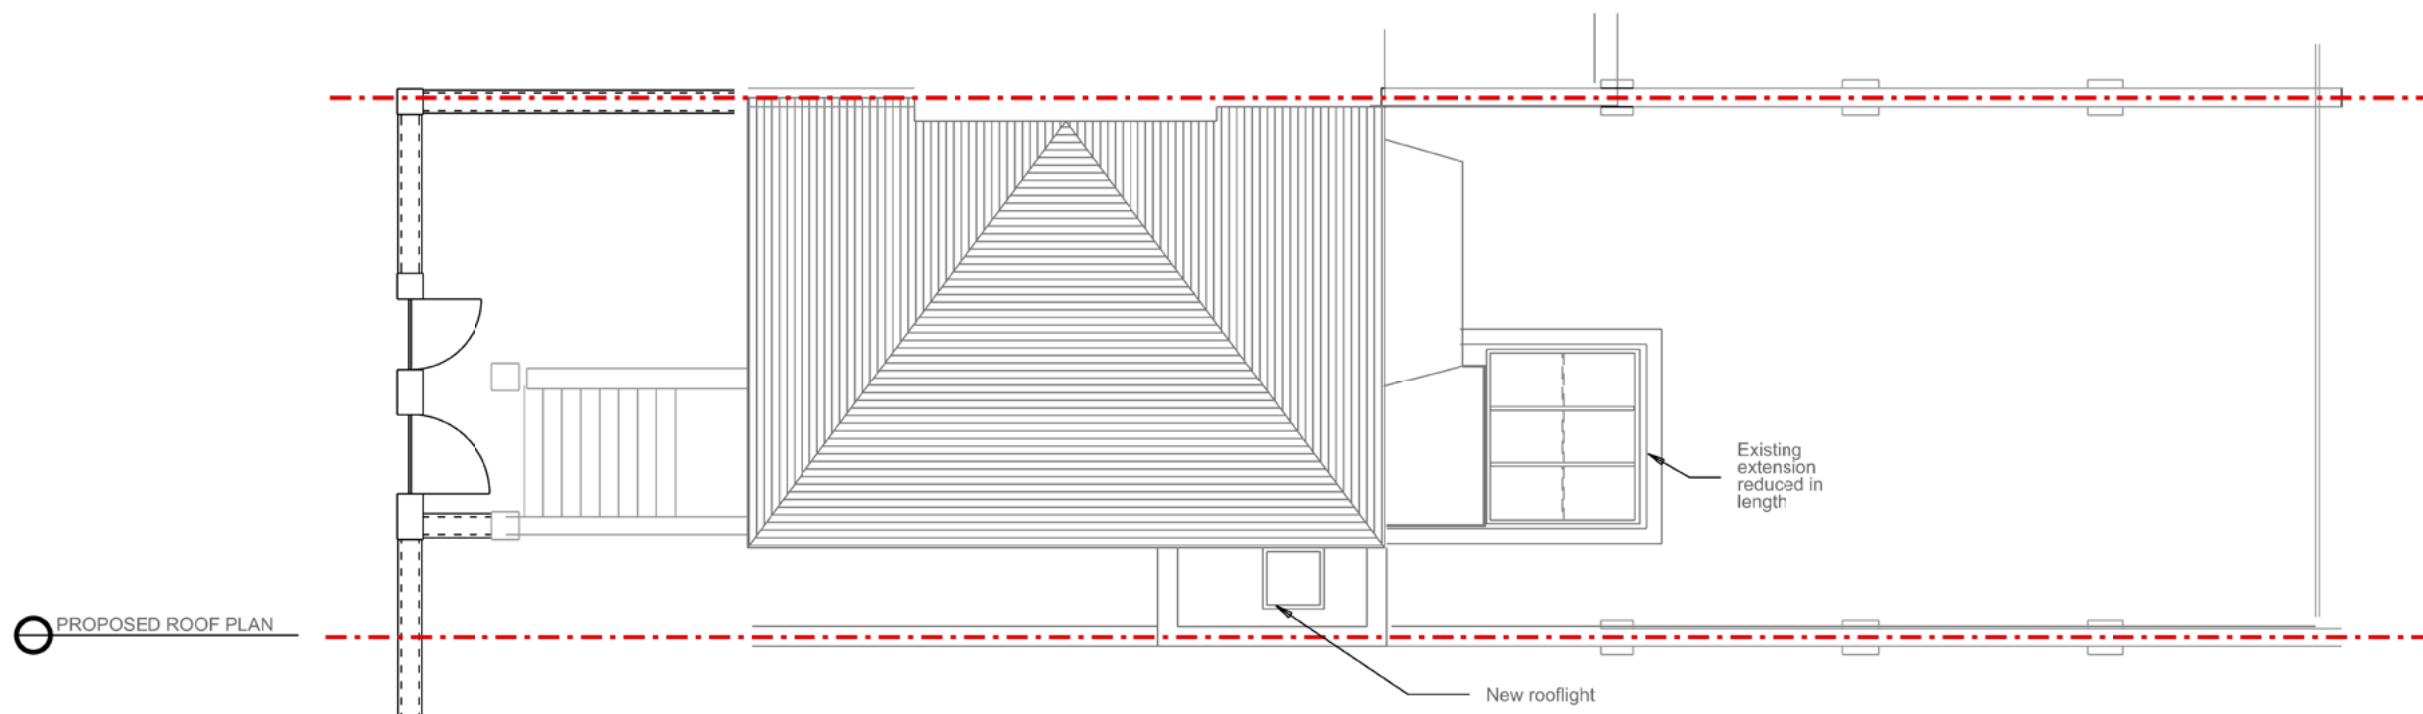 Existing
extension
reduced in
length
PROPOSED ROOF PLAN
New rooflight